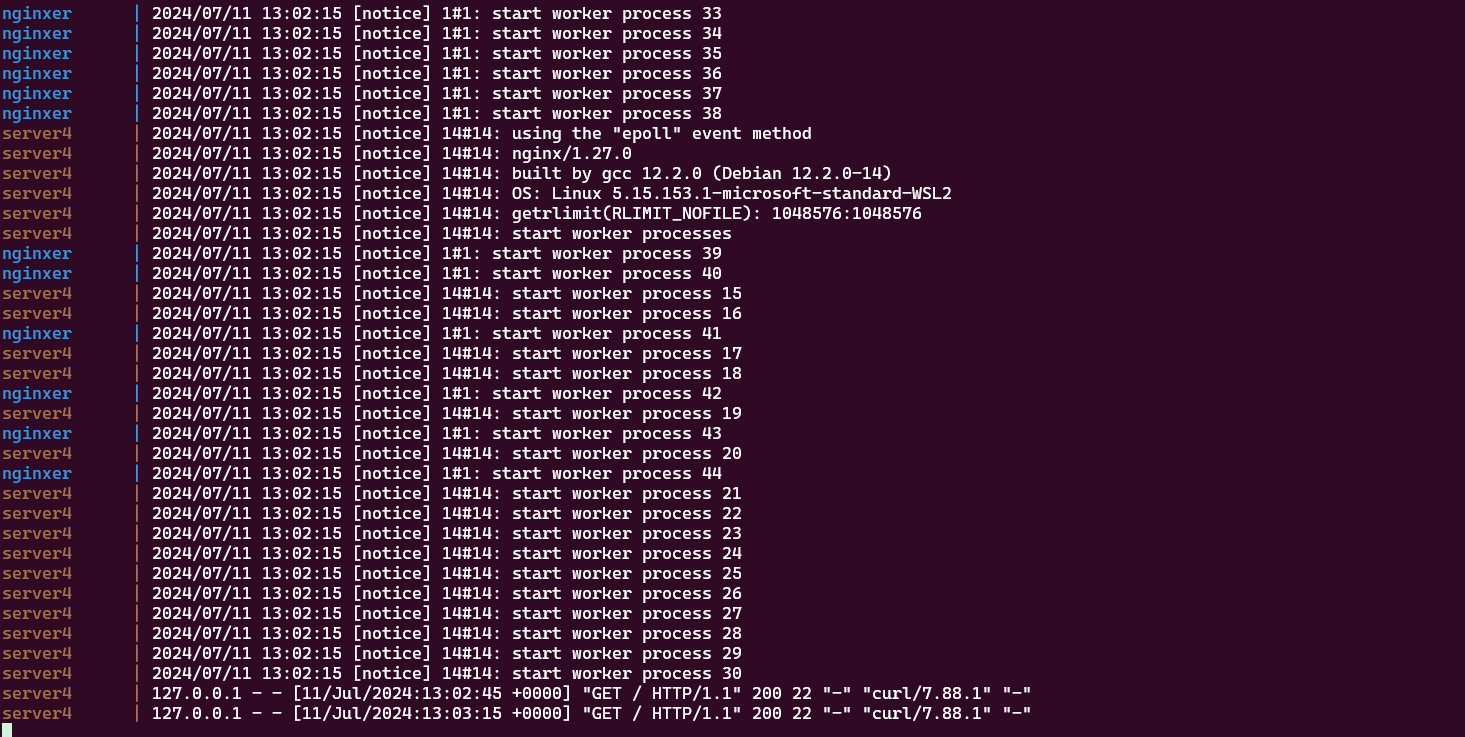 nginxer      | 2024/07/11 13:02:15 [notice] 1#1: start worker process 33
nginxer      | 2024/07/11 13:02:15 [notice] 1#1: start worker process 34
nginxer      | 2024/07/11 13:02:15 [notice] 1#1: start worker process 35
nginxer      | 2024/07/11 13:02:15 [notice] 1#1: start worker process 36
nginxer      | 2024/07/11 13:02:15 [notice] 1#1: start worker process 37
nginxer      | 2024/07/11 13:02:15 [notice] 1#1: start worker process 38
server4      | 2024/07/11 13:02:15 [notice] 14#14: using the "epoll" event method
server4      | 2024/07/11 13:02:15 [notice] 14#14: nginx/1.27.0
server4      | 2024/07/11 13:02:15 [notice] 14#14: built by gcc 12.2.0 (Debian 12.2.0-14)
server4      | 2024/07/11 13:02:15 [notice] 14#14: OS: Linux 5.15.153.1-microsoft-standard-WSL2
server4      | 2024/07/11 13:02:15 [notice] 14#14: getrlimit(RLIMIT_NOFILE): 1048576:1048576
server4      | 2024/07/11 13:02:15 [notice] 14#14: start worker processes
nginxer      | 2024/07/11 13:02:15 [notice] 1#1: start worker process 39
nginxer      | 2024/07/11 13:02:15 [notice] 1#1: start worker process 40
server4      | 2024/07/11 13:02:15 [notice] 14#14: start worker process 15
server4      | 2024/07/11 13:02:15 [notice] 14#14: start worker process 16
nginxer      | 2024/07/11 13:02:15 [notice] 1#1: start worker process 41
server4      | 2024/07/11 13:02:15 [notice] 14#14: start worker process 17
server4      | 2024/07/11 13:02:15 [notice] 14#14: start worker process 18
nginxer      | 2024/07/11 13:02:15 [notice] 1#1: start worker process 42
server4      | 2024/07/11 13:02:15 [notice] 14#14: start worker process 19
nginxer      | 2024/07/11 13:02:15 [notice] 1#1: start worker process 43
server4      | 2024/07/11 13:02:15 [notice] 14#14: start worker process 20
nginxer      | 2024/07/11 13:02:15 [notice] 1#1: start worker process 44
server4      | 2024/07/11 13:02:15 [notice] 14#14: start worker process 21
server4      | 2024/07/11 13:02:15 [notice] 14#14: start worker process 22
server4      | 2024/07/11 13:02:15 [notice] 14#14: start worker process 23
server4      | 2024/07/11 13:02:15 [notice] 14#14: start worker process 24
server4      | 2024/07/11 13:02:15 [notice] 14#14: start worker process 25
server4      | 2024/07/11 13:02:15 [notice] 14#14: start worker process 26
server4      | 2024/07/11 13:02:15 [notice] 14#14: start worker process 27
server4      | 2024/07/11 13:02:15 [notice] 14#14: start worker process 28
server4      | 2024/07/11 13:02:15 [notice] 14#14: start worker process 29
server4      | 2024/07/11 13:02:15 [notice] 14#14: start worker process 30
server4      | 127.0.0.1 - - [11/Jul/2024:13:02:45 +0000] "GET / HTTP/1.1" 200 22 "-" "curl/7.88.1" "-"
server4      | 127.0.0.1 - - [11/Jul/2024:13:03:15 +0000] "GET / HTTP/1.1" 200 22 "-" "curl/7.88.1" "-"